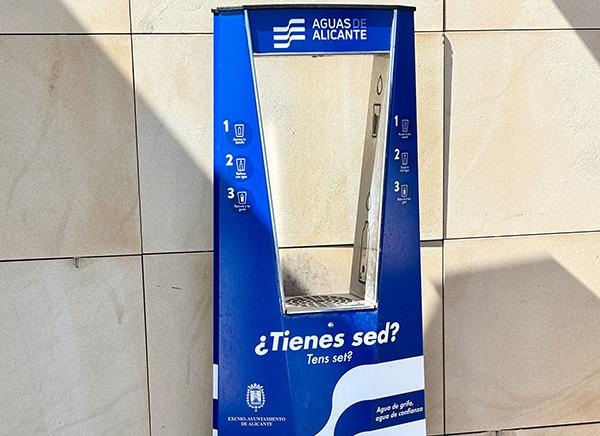 AGUAS DE
ALICANTE
1
2
3
1
2
3
¿Tienes sed?
Tens set?
EXCMO. AYUNTAMIENTO
DE ALICANTE
Agua de grifo,
agua de confianza